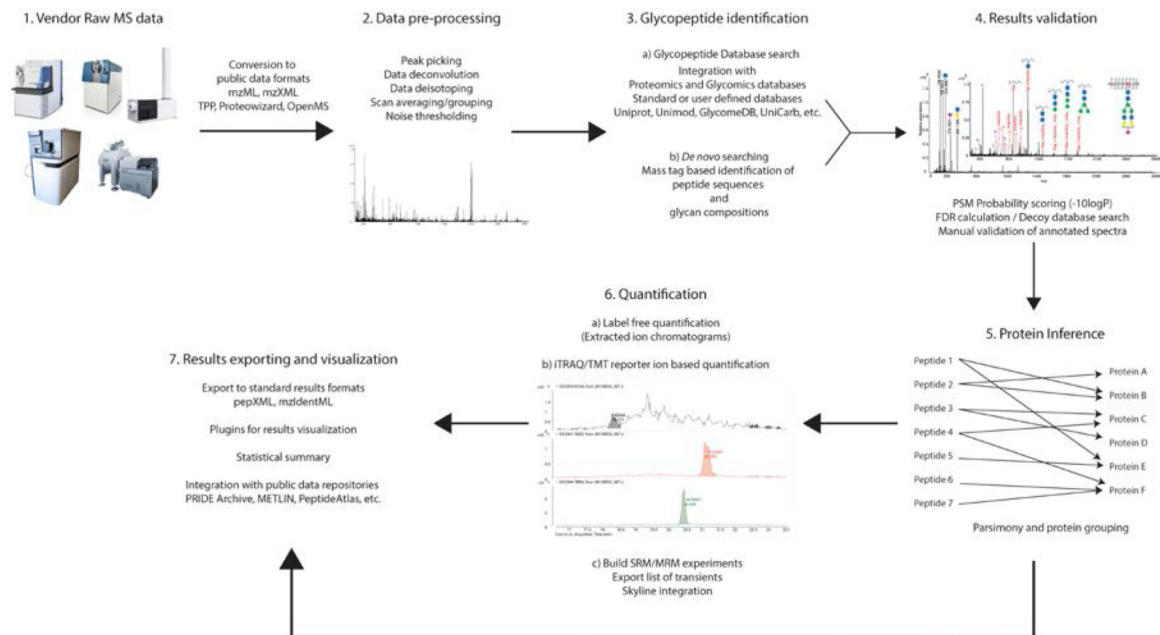 1. Vendor Raw MS data
Conversion to
public data formats
mzML, mzXML
TPP, Proteowizard, OpenMS
2. Data pre-processing
Peak picking
Data deconvolution
Data deisotoping
Scan averaging/grouping
Noise thresholding
3. Glycopeptide identification
a) Glycopeptide Database search
Integration with
Proteomics and Glycomics databases
Standard or user defined databases
Uniprot, Unimod, GlycomeDB, UniCarb, etc.
b) De novo searching
Mass tag based identification of
peptide sequences
and
glycan compositions
4. Results validation
PSM Probability scoring (-10logP)
FDR calculation / Decoy database search
Manual validation of annotated spectra
5. Protein Inference
Peptide 1
Peptide 2
Peptide 3
Peptide 4
Peptide 5
Peptide 6
Peptide 7
Protein A
Protein B
Protein C
Protein D
Protein E
Protein F
Parsimony and protein grouping
6. Quantification
a) Label free quantification
(Extracted ion chromatograms)
b) iTRAQ/TMT reporter ion based quantification
c) Build SRM/MRM experiments
Export list of transients
Skyline integration
7. Results exporting and visualization
Export to standard results formats
pepXML, mzIdentML
Plugins for results visualization
Statistical summary
Integration with public data repositories
PRIDE Archive, METLIN, PeptideAtlas, etc.